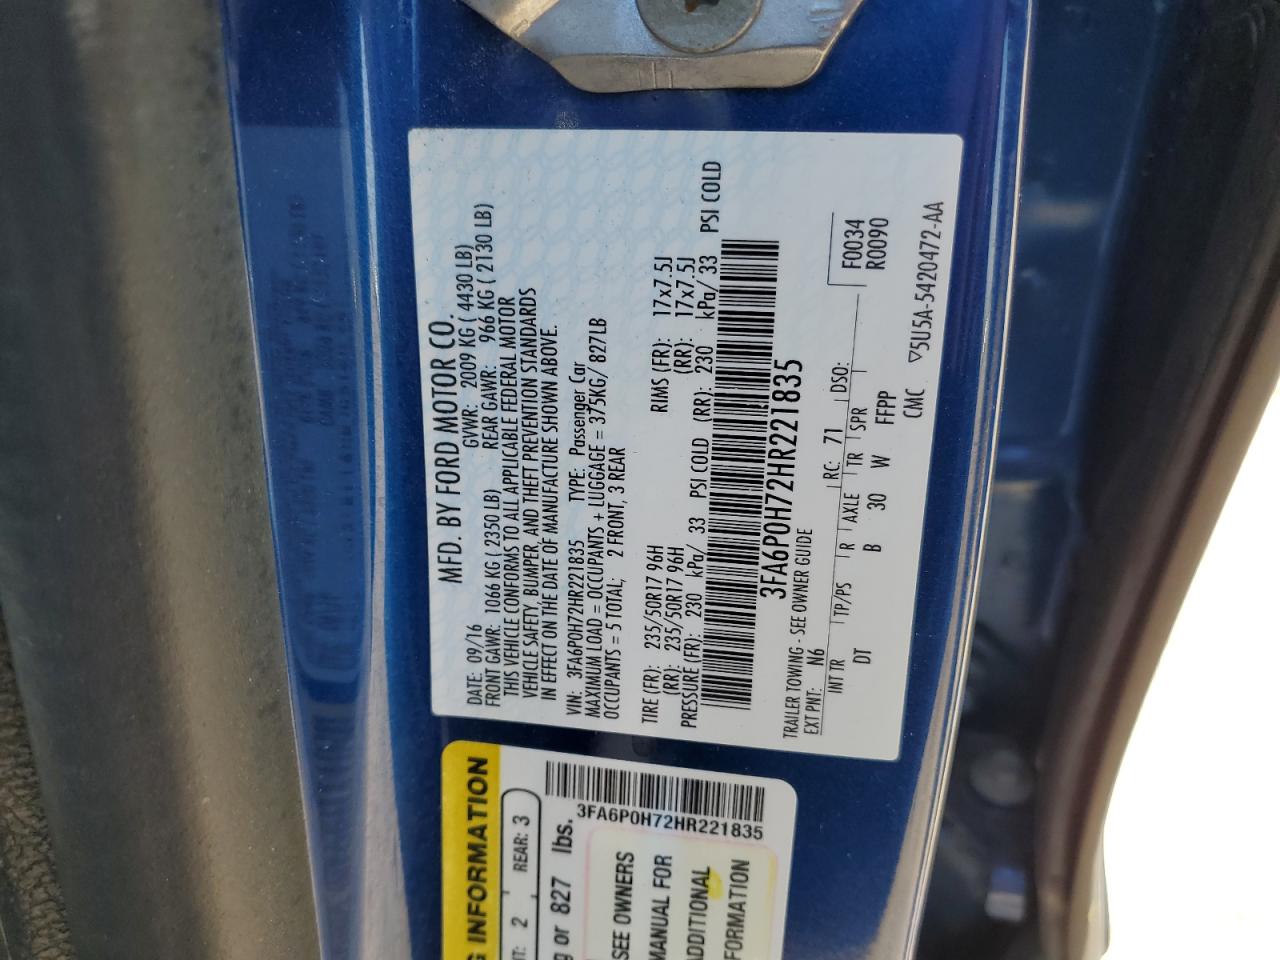 MFD. BY FORD MOTOR CO.
DATE: 09/16 GVWR: 2009 KG ( 4430 LB)
FRONT GAWR: 1066 KG ( 2350 LB) REAR GAWR: 966 KG ( 2130 LB)
THIS VEHICLE CONFORMS TO ALL APPLICABLE FEDERAL MOTOR
VEHICLE SAFETY, BUMPER, AND THEFT PREVENTION STANDARDS
IN EFFECT ON THE DATE OF MANUFACTURE SHOWN ABOVE.
VIN: 3FA6P0H72HR221835 TYPE: Passenger Car
MAXIMUM LOAD = OCCUPANTS + LUGGAGE = 375KG/ 827LB
OCCUPANTS = 5 TOTAL; 2 FRONT, 3 REAR
TIRE (FR): 235/50R17 96H RIMS (FR): 17x7.5J
(RR): 235/50R17 96H (RR): 17x7.5J
PRESSURE (FR): 230 kPa/ 33 PSI COLD (RR): 230 kPa/ 33 PSI COLD
3FA6P0H72HR221835
TRAILER TOWING - SEE OWNER GUIDE
EXT PNT: N6 RC: 71 DSO: F0034
R0090
INT TR TP/PS R AXLE TR SPR
DT B 30 W FFPP
CMC ▽5U5A-5420472-AA
INFORMATION
2 REAR: 3
or 827 lbs.
3FA6P0H72HR221835
SEE OWNERS
MANUAL FOR
ADDITIONAL
FORMATION